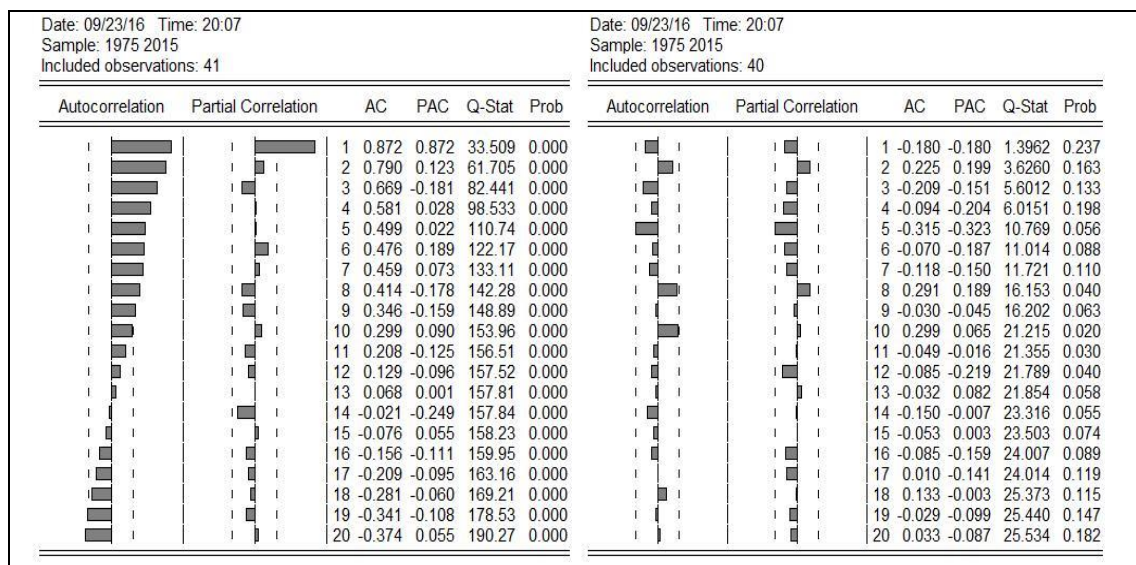 Date: 09/23/16 Time: 20:07
Sample: 1975 2015
Included observations: 41
Autocorrelation Partial Correlation AC PAC Q-Stat Prob
1 0.872 0.872 33.509 0.000
2 0.790 0.123 61.705 0.000
3 0.669 -0.181 82.441 0.000
4 0.581 0.028 98.533 0.000
5 0.499 0.022 110.74 0.000
6 0.476 0.189 122.17 0.000
7 0.459 0.073 133.11 0.000
8 0.414 -0.178 142.28 0.000
9 0.346 -0.159 148.89 0.000
10 0.299 0.090 153.96 0.000
11 0.208 -0.125 156.51 0.000
12 0.129 -0.096 157.52 0.000
13 0.068 0.001 157.81 0.000
14 -0.021 -0.249 157.84 0.000
15 -0.076 0.055 158.23 0.000
16 -0.156 -0.111 159.95 0.000
17 -0.209 -0.095 163.16 0.000
18 -0.281 -0.060 169.21 0.000
19 -0.341 -0.108 178.53 0.000
20 -0.374 0.055 190.27 0.000
Date: 09/23/16 Time: 20:07
Sample: 1975 2015
Included observations: 40
Autocorrelation Partial Correlation AC PAC Q-Stat Prob
1 -0.180 -0.180 1.3962 0.237
2 0.225 0.199 3.6260 0.163
3 -0.209 -0.151 5.6012 0.133
4 -0.094 -0.204 6.0151 0.198
5 -0.315 -0.323 10.769 0.056
6 -0.070 -0.187 11.014 0.088
7 -0.118 -0.150 11.721 0.110
8 0.291 0.189 16.153 0.040
9 -0.030 -0.045 16.202 0.063
10 0.299 0.065 21.215 0.020
11 -0.049 -0.016 21.355 0.030
12 -0.085 -0.219 21.789 0.040
13 -0.032 0.082 21.854 0.058
14 -0.150 -0.007 23.316 0.055
15 -0.053 0.003 23.503 0.074
16 -0.085 -0.159 24.007 0.089
17 0.010 -0.141 24.014 0.119
18 0.133 -0.003 25.373 0.115
19 -0.029 -0.099 25.440 0.147
20 0.033 -0.087 25.534 0.182